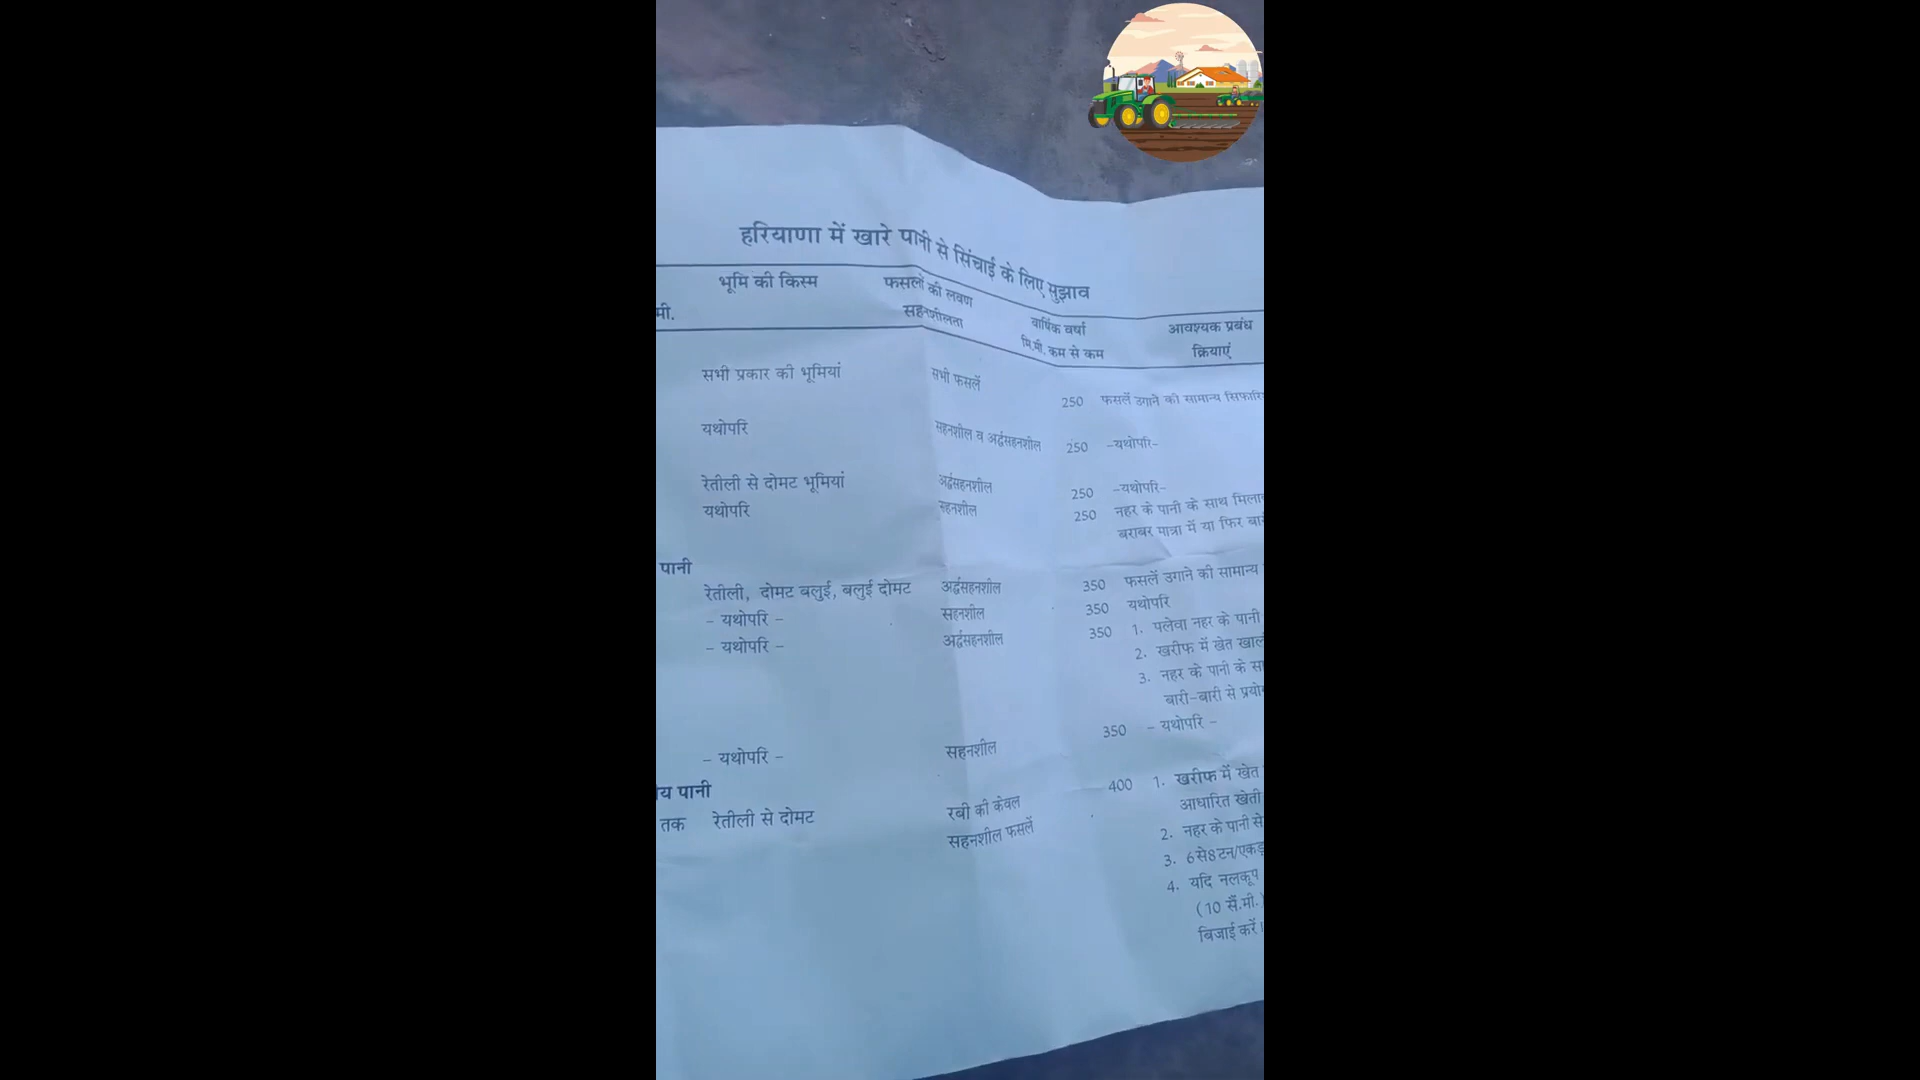 हरियाणा में खारे पानी से सिंचाई के लिए सुझाव
भूमि की किस्म फसलों की लवण सहनशीलता वार्षिक वर्षा मि.मी. कम से कम आवश्यक प्रबंध क्रियाएं
मी.
सभी प्रकार की भूमियां सभी फसलें 250 फसलें उगाने की सामान्य
यथोपरि सहनशील व अर्द्धसहनशील 250 –यथोपरि–
रेतीली से दोमट भूमियां अर्द्धसहनशील 250 –यथोपरि–
यथोपरि सहनशील 250 नहर के पानी के साथ
बराबर मात्रा में या फिर
पानी
रेतीली, दोमट बलुई, बलुई दोमट अर्द्धसहनशील 350 फसलें उगाने की सामान्य
– यथोपरि – सहनशील 350 यथोपरि
– यथोपरि – अर्द्धसहनशील 350 1. पलेवा नहर के पानी
2. खरीफ में खेत
3. नहर के पानी के
बारी-बारी से
– यथोपरि – सहनशील 350 – यथोपरि –
य पानी
तक रेतीली से दोमट रबी की केवल 400 1. खरीफ में खेत
सहनशील फसलें आधारित खेती
2. नहर के पानी से
3. 6से8टन/एकड़
4. यदि नलकूप
(10 सैं.मी.)
बिजाई करें।